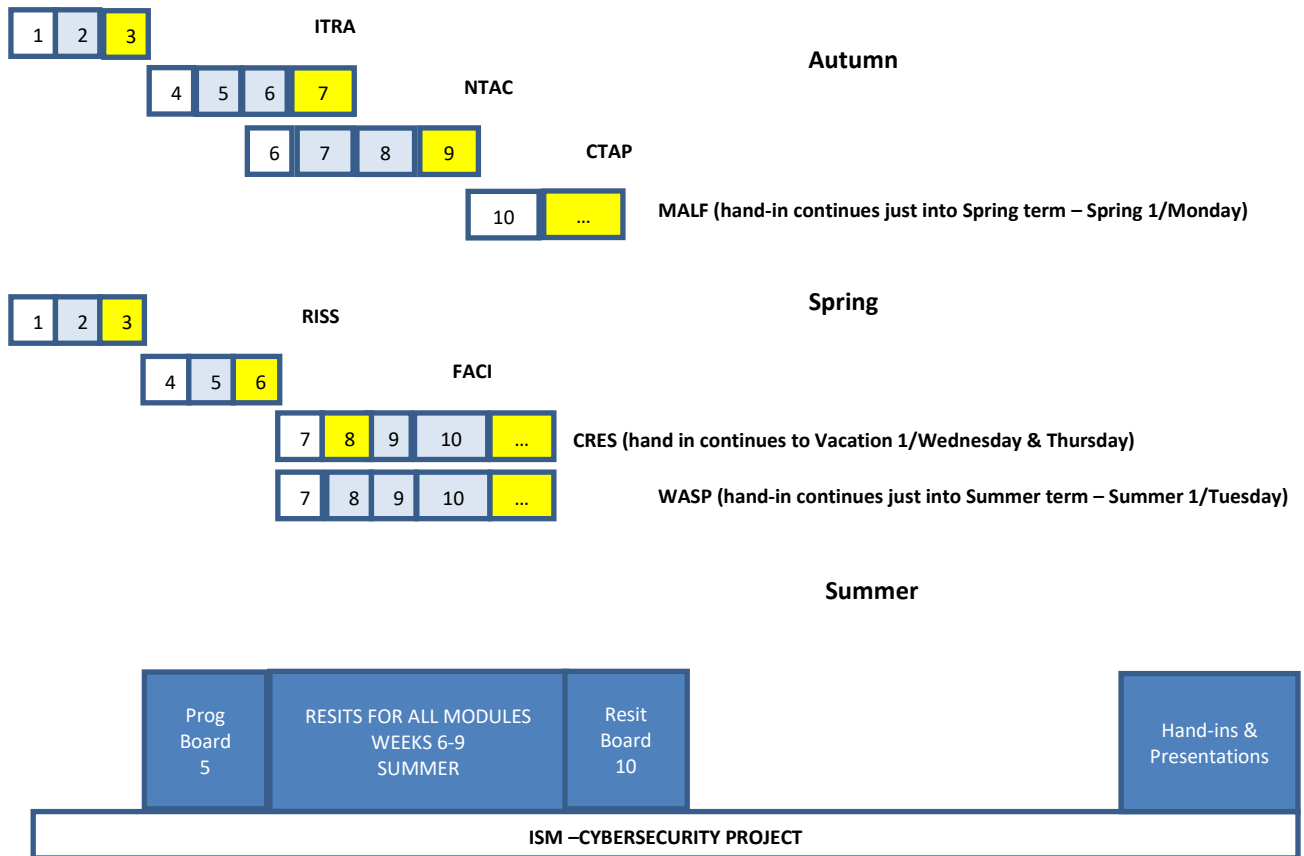 ITRA
1 2 3
Autumn
4 5 6 7
NTAC
6 7 8 9
CTAP
10 ...
MALF (hand-in continues just into Spring term – Spring 1/Monday)
Spring
1 2 3
RISS
4 5 6
FACI
7 8 9 10 ...
CRES (hand in continues to Vacation 1/Wednesday & Thursday)
7 8 9 10 ...
WASP (hand-in continues just into Summer term – Summer 1/Tuesday)
Summer
Prog
Board
5
RESITS FOR ALL MODULES
WEEKS 6-9
SUMMER
Resit
Board
10
Hand-ins &
Presentations
ISM –CYBERSECURITY PROJECT